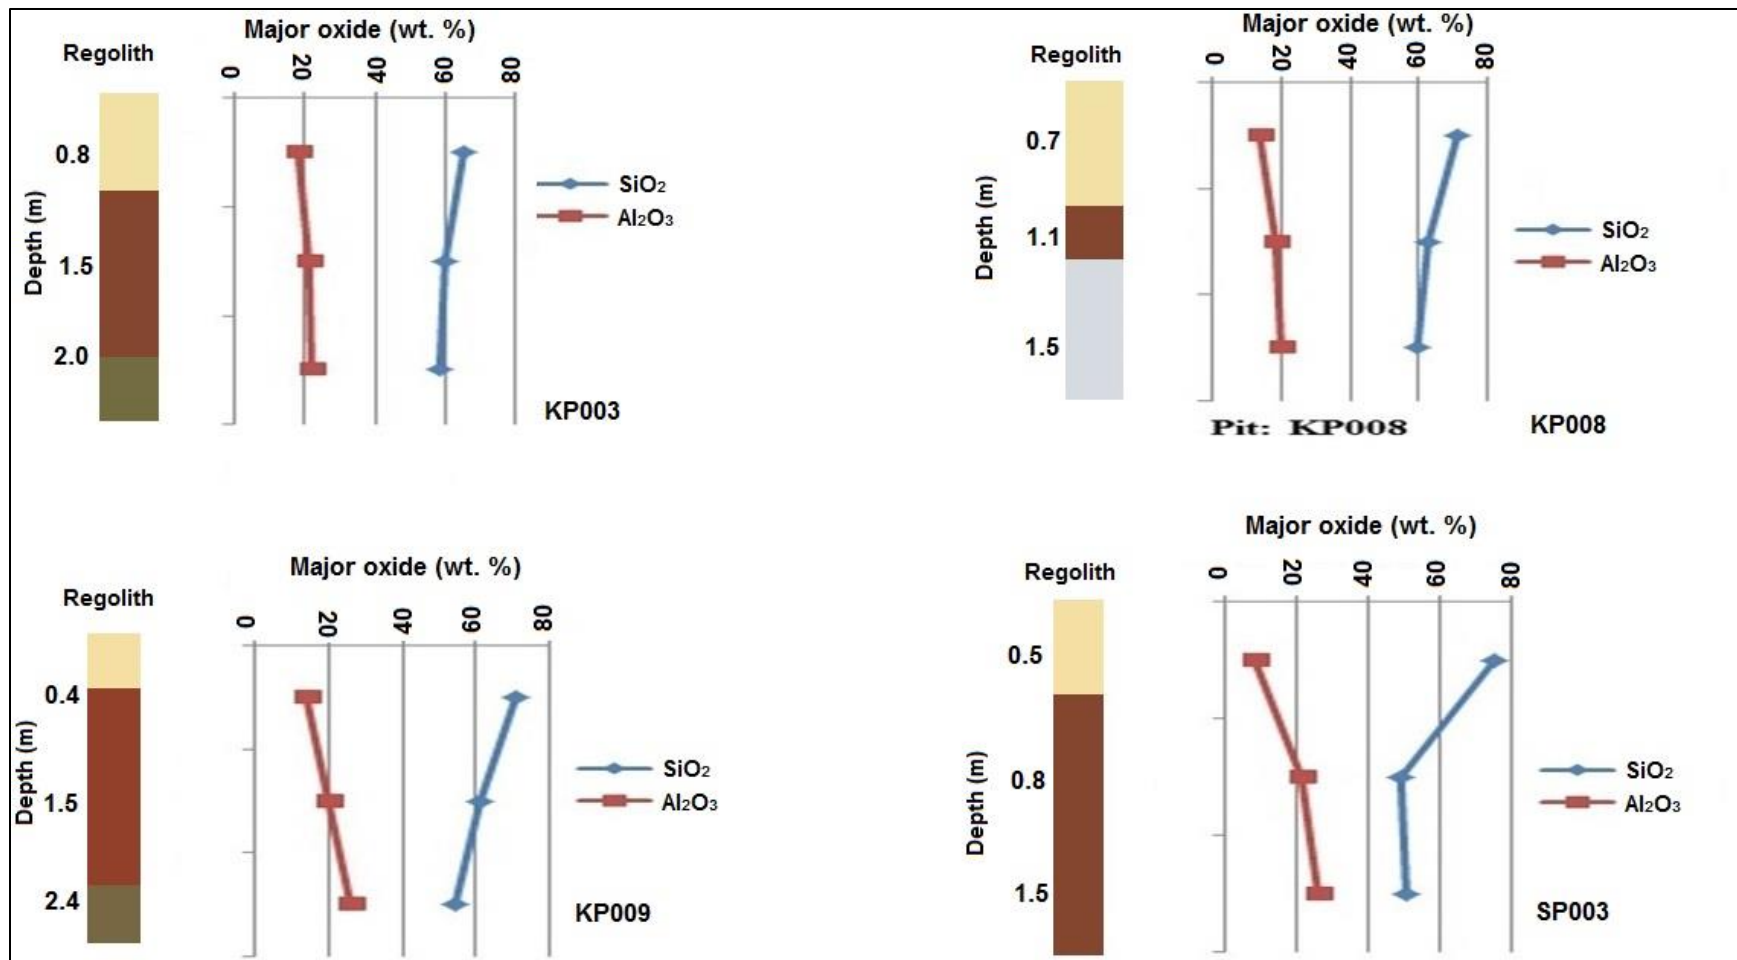 Major oxide (wt. %)
Regolith
0 20 40 60 80
0.8
1.5
2.0
Depth (m)
SiO₂
Al₂O₃
KP003
Major oxide (wt. %)
Regolith
0 20 40 60 80
0.7
1.1
1.5
Depth (m)
SiO₂
Al₂O₃
Pit: KP008
KP008
Major oxide (wt. %)
Regolith
0 20 40 60 80
0.4
1.5
2.4
Depth (m)
SiO₂
Al₂O₃
KP009
Major oxide (wt. %)
Regolith
0 20 40 60 80
0.5
0.8
1.5
Depth (m)
SiO₂
Al₂O₃
SP003